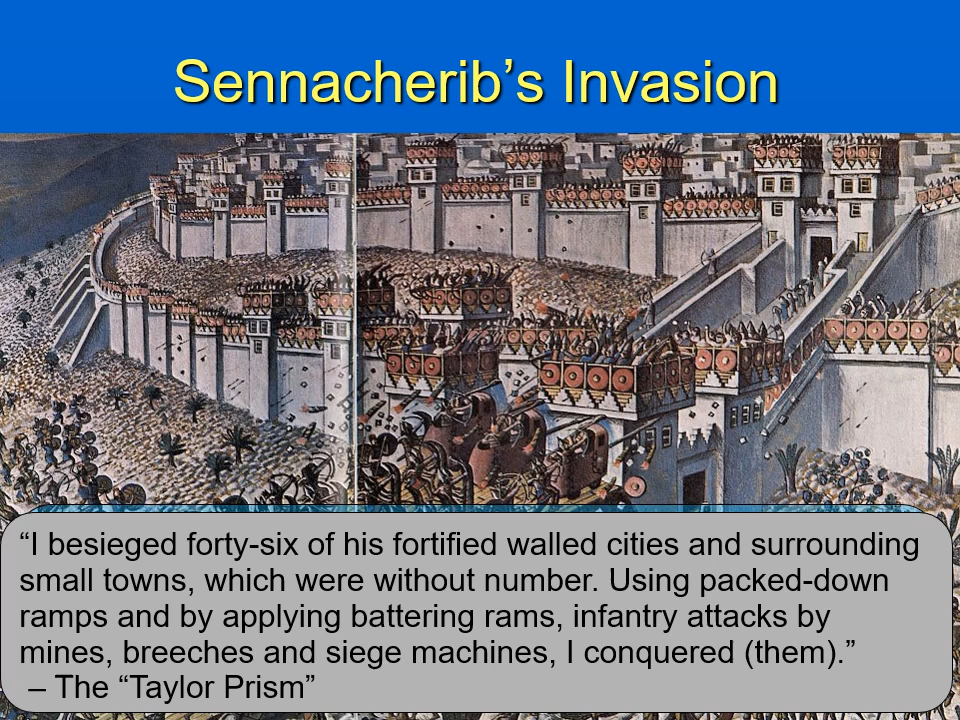 Sennacherib’s Invasion
“I besieged forty-six of his fortified walled cities and surrounding
small towns, which were without number. Using packed-down
ramps and by applying battering rams, infantry attacks by
mines, breeches and siege machines, I conquered (them).”
– The “Taylor Prism”